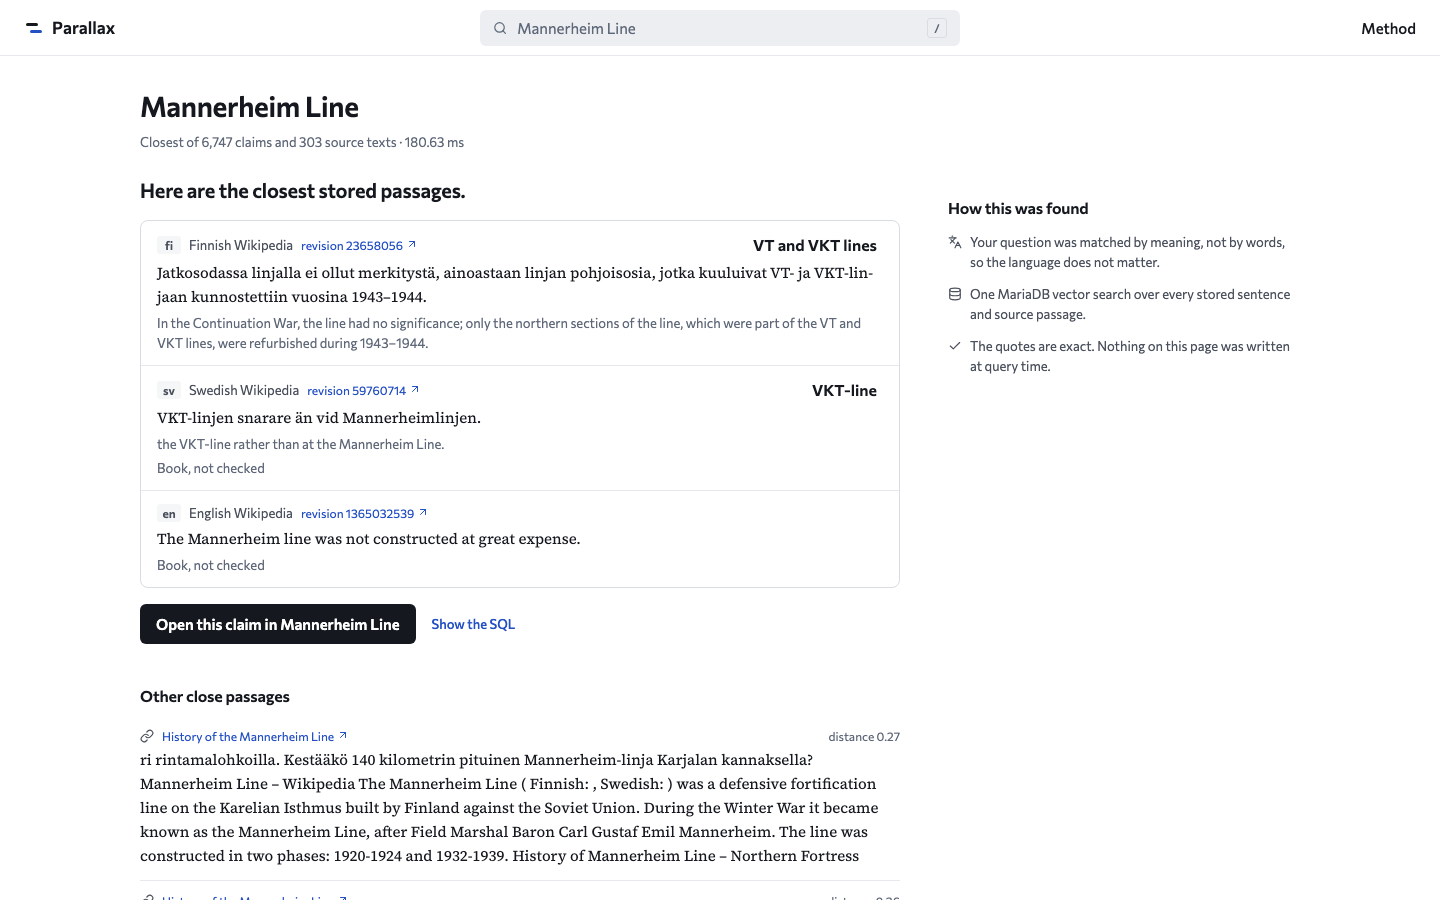 Parallax
Mannerheim Line
/
Method
Mannerheim Line
Closest of 6,747 claims and 303 source texts · 180.63 ms
Here are the closest stored passages.
fi Finnish Wikipedia revision 23658056 VT and VKT lines
Jatkosodassa linjalla ei ollut merkitystä, ainoastaan linjan pohjoisosia, jotka kuuluivat VT- ja VKT-lin-
jaan kunnostettiin vuosina 1943–1944.
In the Continuation War, the line had no significance; only the northern sections of the line, which were part of the VT and
VKT lines, were refurbished during 1943–1944.
sv Swedish Wikipedia revision 59760714 VKT-line
VKT-linjen snarare än vid Mannerheimlinjen.
the VKT-line rather than at the Mannerheim Line.
Book, not checked
en English Wikipedia revision 1365032539
The Mannerheim line was not constructed at great expense.
Book, not checked
Open this claim in Mannerheim Line
Show the SQL
How this was found
Your question was matched by meaning, not by words,
so the language does not matter.
One MariaDB vector search over every stored sentence
and source passage.
The quotes are exact. Nothing on this page was written
at query time.
Other close passages
History of the Mannerheim Line distance 0.27
ri rintamalohkoilla. Kestääkö 140 kilometrin pituinen Mannerheim-linja Karjalan kannaksella?
Mannerheim Line – Wikipedia The Mannerheim Line ( Finnish: , Swedish: ) was a defensive fortification
line on the Karelian Isthmus built by Finland against the Soviet Union. During the Winter War it became
known as the Mannerheim Line, after Field Marshal Baron Carl Gustaf Emil Mannerheim. The line was
constructed in two phases: 1920-1924 and 1932-1939. History of Mannerheim Line – Northern Fortress